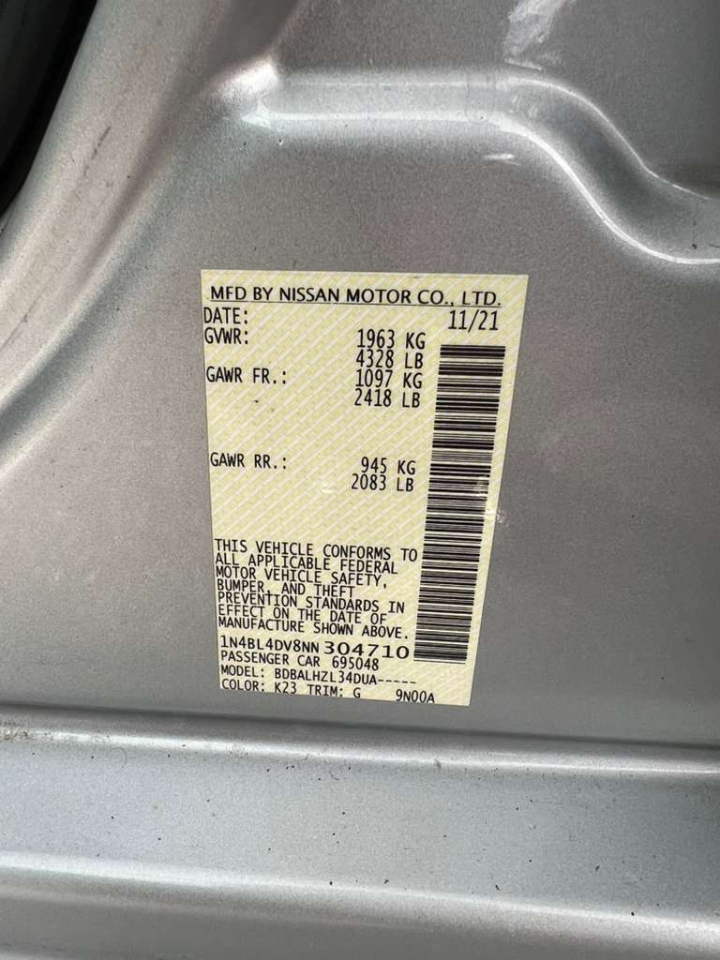 MFD BY NISSAN MOTOR CO., LTD.
DATE: 11/21
GVWR: 1963 KG
4328 LB
GAWR FR.: 1097 KG
2418 LB
GAWR RR.: 945 KG
2083 LB
THIS VEHICLE CONFORMS TO
ALL APPLICABLE FEDERAL
MOTOR VEHICLE SAFETY,
BUMPER, AND THEFT
PREVENTION STANDARDS IN
EFFECT ON THE DATE OF
MANUFACTURE SHOWN ABOVE.
1N4BL4DV8NN304710
PASSENGER CAR 695048
MODEL: BDBALHZL34DUA-----
COLOR: K23 TRIM: G 9N00A